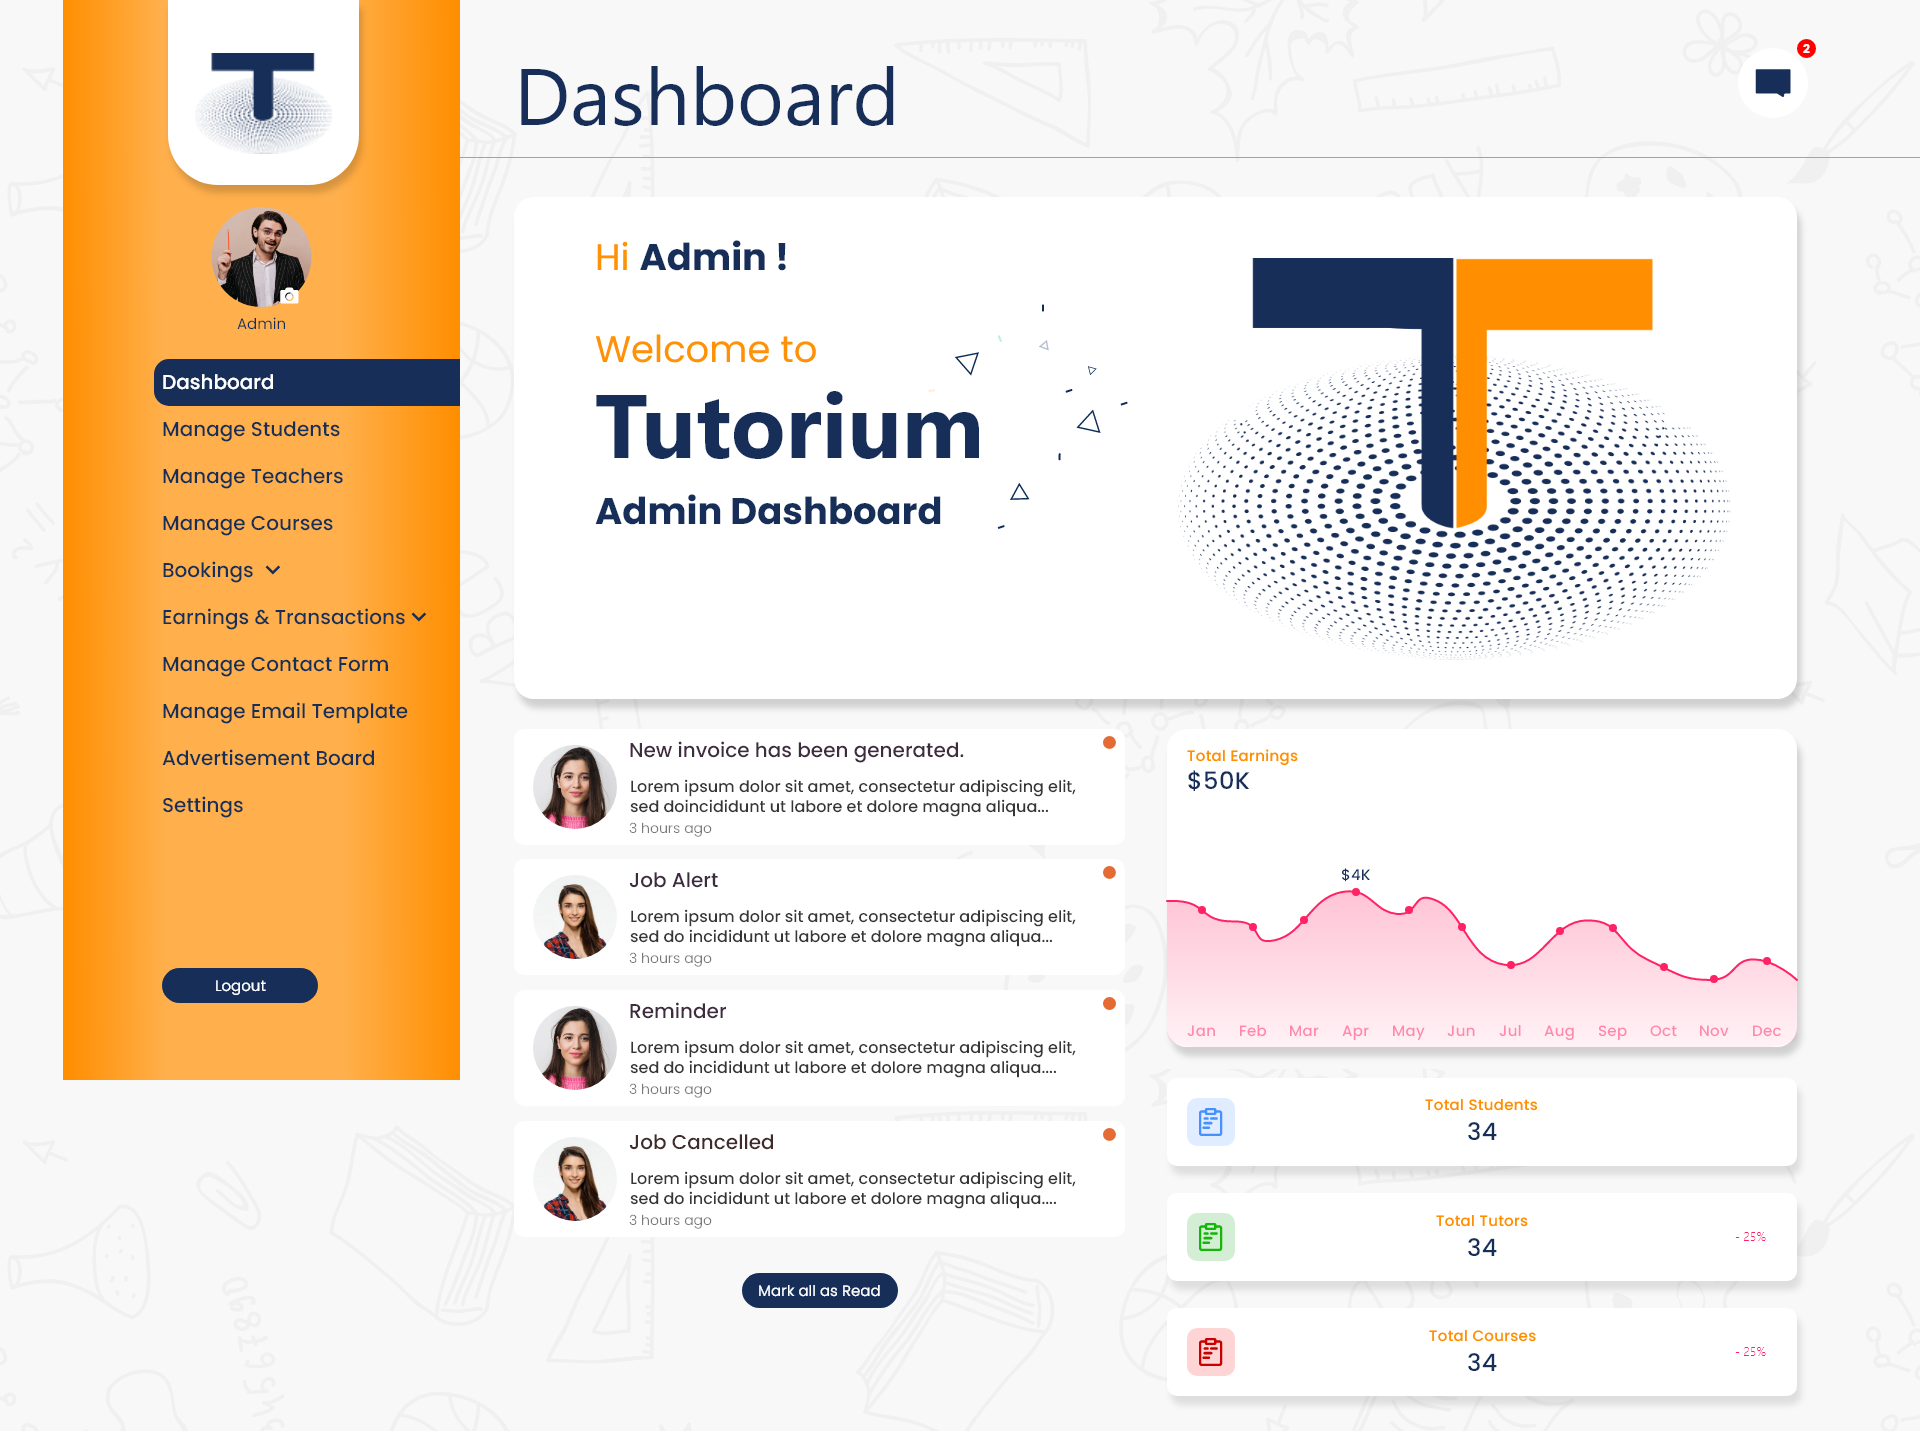 Dashboard
2
Admin
Dashboard
Manage Students
Manage Teachers
Manage Courses
Bookings
Earnings & Transactions
Manage Contact Form
Manage Email Template
Advertisement Board
Settings
Logout
Hi Admin !
Welcome to
Tutorium
Admin Dashboard
New invoice has been generated.
Lorem ipsum dolor sit amet, consectetur adipiscing elit,
sed doincididunt ut labore et dolore magna aliqua...
3 hours ago
Job Alert
Lorem ipsum dolor sit amet, consectetur adipiscing elit,
sed do incididunt ut labore et dolore magna aliqua...
3 hours ago
Reminder
Lorem ipsum dolor sit amet, consectetur adipiscing elit,
sed do incididunt ut labore et dolore magna aliqua....
3 hours ago
Job Cancelled
Lorem ipsum dolor sit amet, consectetur adipiscing elit,
sed do incididunt ut labore et dolore magna aliqua....
3 hours ago
Mark all as Read
Total Earnings
$50K
$4K
Jan Feb Mar Apr May Jun Jul Aug Sep Oct Nov Dec
Total Students
34
Total Tutors
34
- 25%
Total Courses
34
- 25%